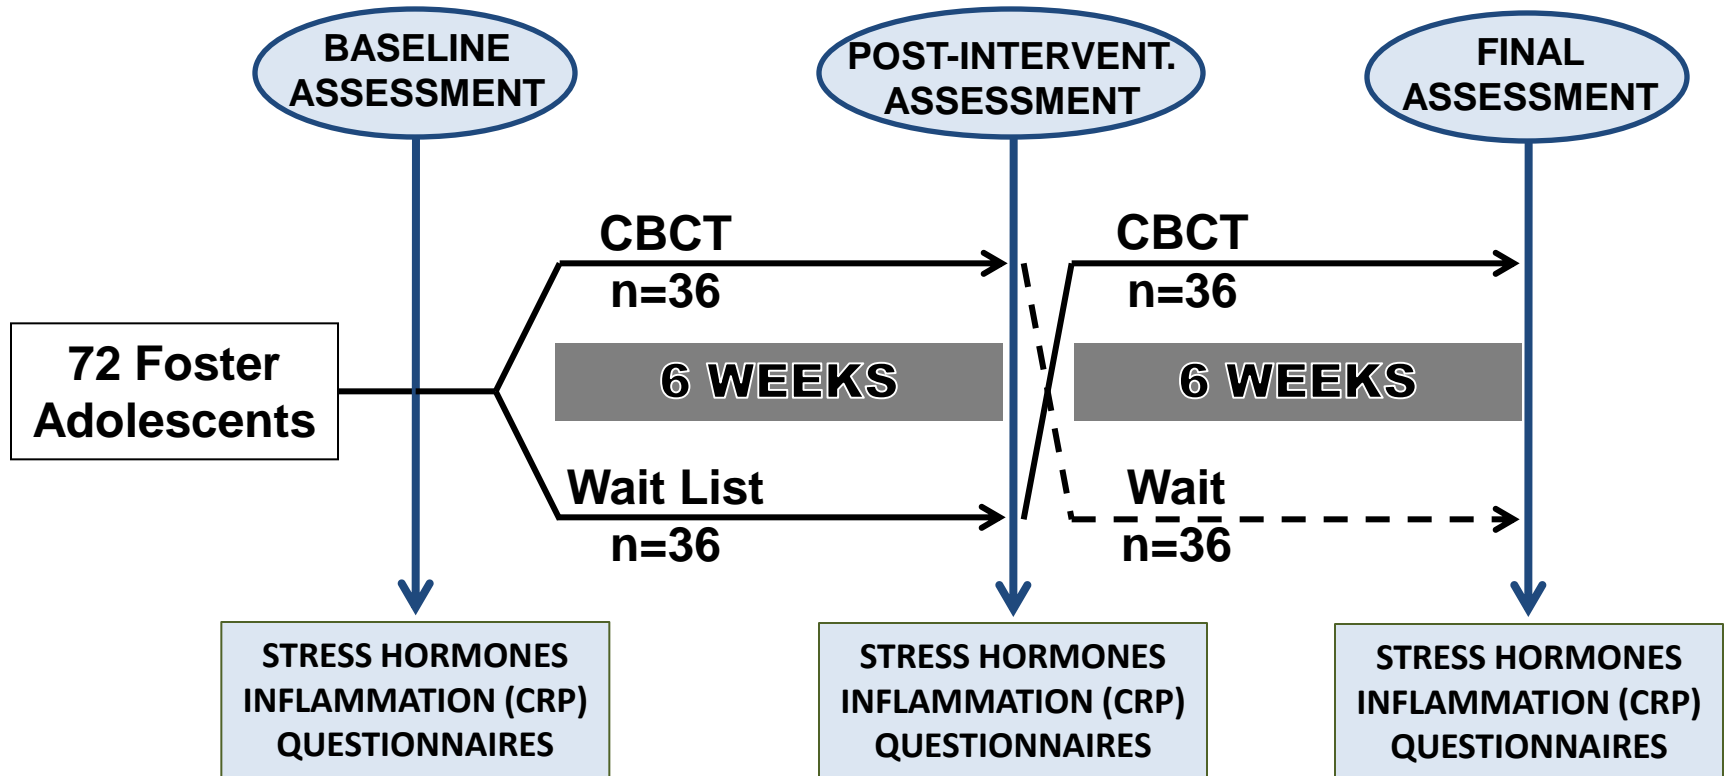 BASELINE
ASSESSMENT
POST-INTERVENT.
ASSESSMENT
FINAL
ASSESSMENT
CBCT
n=36
CBCT
n=36
72 Foster
Adolescents
6 WEEKS
6 WEEKS
Wait List
n=36
Wait
n=36
STRESS HORMONES
INFLAMMATION (CRP)
QUESTIONNAIRES
STRESS HORMONES
INFLAMMATION (CRP)
QUESTIONNAIRES
STRESS HORMONES
INFLAMMATION (CRP)
QUESTIONNAIRES